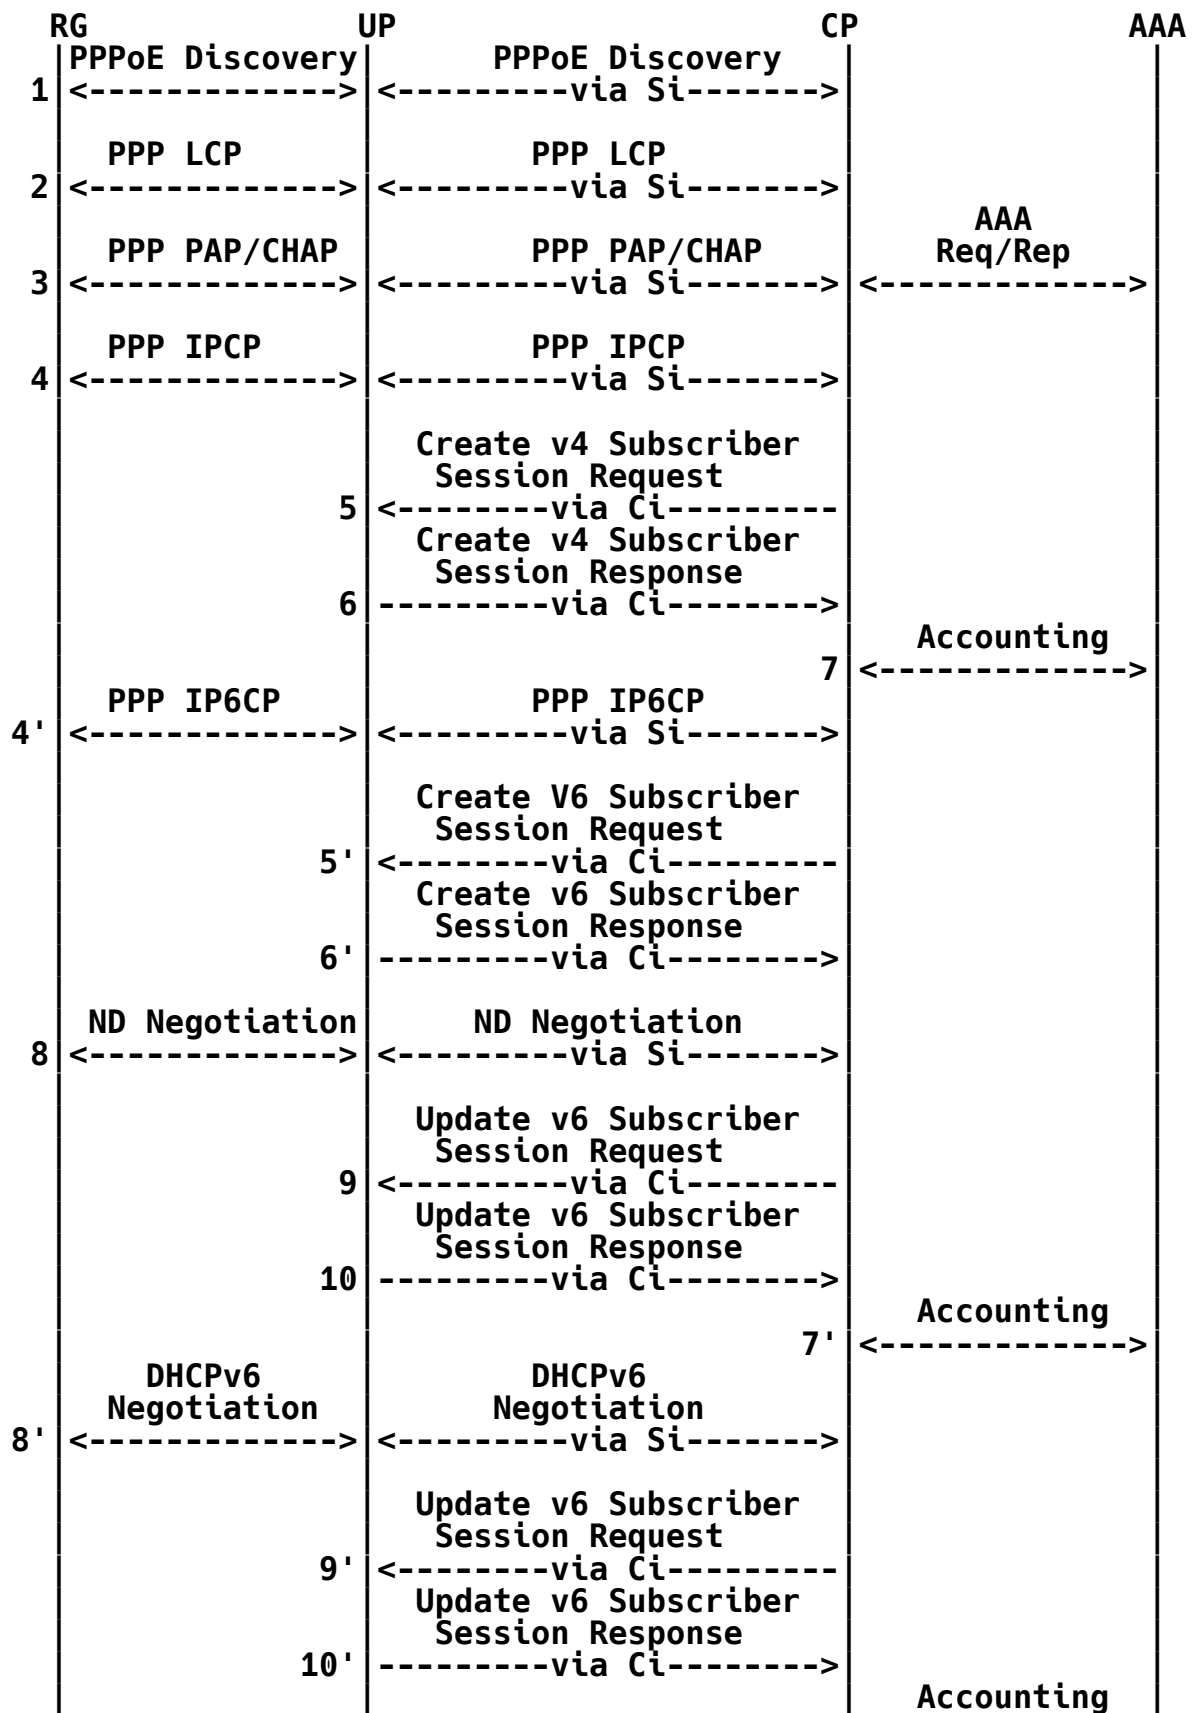 RG              UP                       CP              AAA
|PPPoE Discovery|      PPPoE Discovery   |               |
1|<------------->|<---------via Si------->|               |
|               |                        |               |
|  PPP LCP      |        PPP LCP         |               |
2|<------------->|<---------via Si------->|               |
|               |                        |      AAA      |
|  PPP PAP/CHAP |        PPP PAP/CHAP    |    Req/Rep    |
3|<------------->|<---------via Si------->|<------------->|
|               |                        |               |
|  PPP IPCP     |        PPP IPCP        |               |
4|<------------->|<---------via Si------->|               |
|               |                        |               |
|               |  Create v4 Subscriber  |               |
|               |   Session Request      |               |
|              5|<--------via Ci---------|               |
|               |  Create v4 Subscriber  |               |
|               |   Session Response     |               |
|              6|---------via Ci-------->|               |
|               |                        |   Accounting  |
|               |                       7|<------------->|
|  PPP IP6CP    |        PPP IP6CP       |               |
4'|<------------->|<---------via Si------->|               |
|               |                        |               |
|               |  Create V6 Subscriber  |               |
|               |   Session Request      |               |
|             5'|<--------via Ci---------|               |
|               |  Create v6 Subscriber  |               |
|               |   Session Response     |               |
|             6'|---------via Ci-------->|               |
|               |                        |               |
| ND Negotiation|     ND Negotiation     |               |
8|<------------->|<---------via Si------->|               |
|               |                        |               |
|               |  Update v6 Subscriber  |               |
|               |   Session Request      |               |
|              9|<---------via Ci--------|               |
|               |  Update v6 Subscriber  |               |
|               |   Session Response     |               |
|             10|---------via Ci-------->|               |
|               |                        |   Accounting  |
|               |                      7'|<------------->|
|    DHCPv6     |        DHCPv6          |               |
|  Negotiation  |      Negotiation       |               |
8'|<------------->|<---------via Si------->|               |
|               |                        |               |
|               |  Update v6 Subscriber  |               |
|               |   Session Request      |               |
|             9'|<--------via Ci---------|               |
|               |  Update v6 Subscriber  |               |
|               |   Session Response     |               |
|            10'|---------via Ci-------->|               |
|               |                        |   Accounting  |